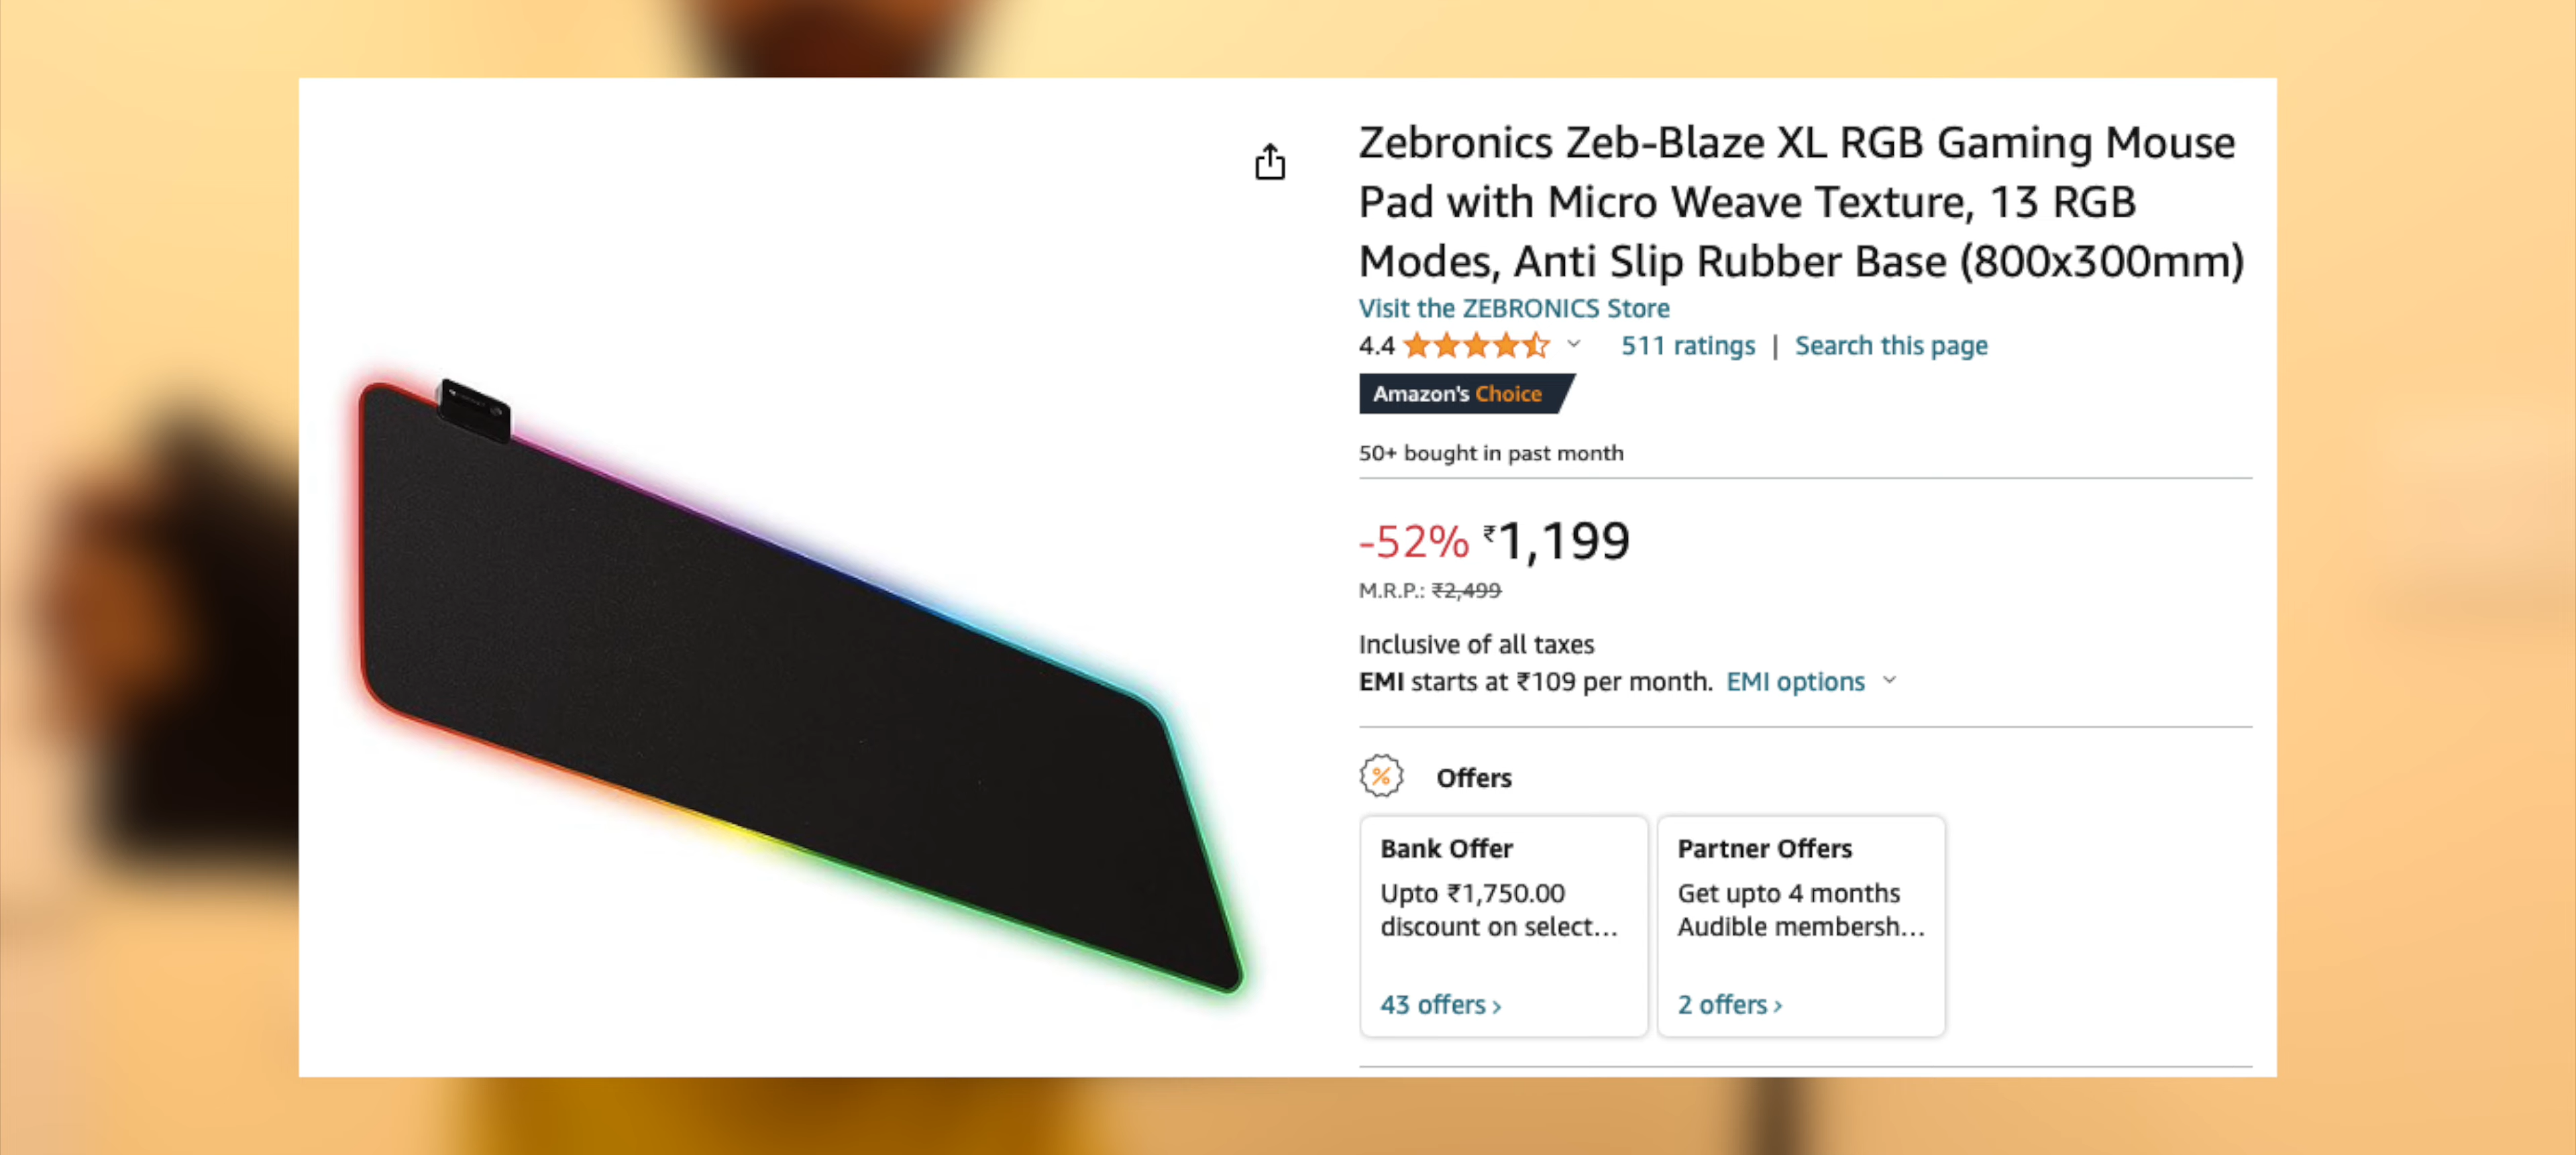 Zebronics Zeb-Blaze XL RGB Gaming Mouse
Pad with Micro Weave Texture, 13 RGB
Modes, Anti Slip Rubber Base (800x300mm)
Visit the ZEBRONICS Store
4.4
511 ratings | Search this page
Amazon's Choice
50+ bought in past month
-52% ₹1,199
M.R.P.: ₹2,499
Inclusive of all taxes
EMI starts at ₹109 per month. EMI options
% Offers
Bank Offer
Upto ₹1,750.00
discount on select...
43 offers ›
Partner Offers
Get upto 4 months
Audible membersh...
2 offers ›